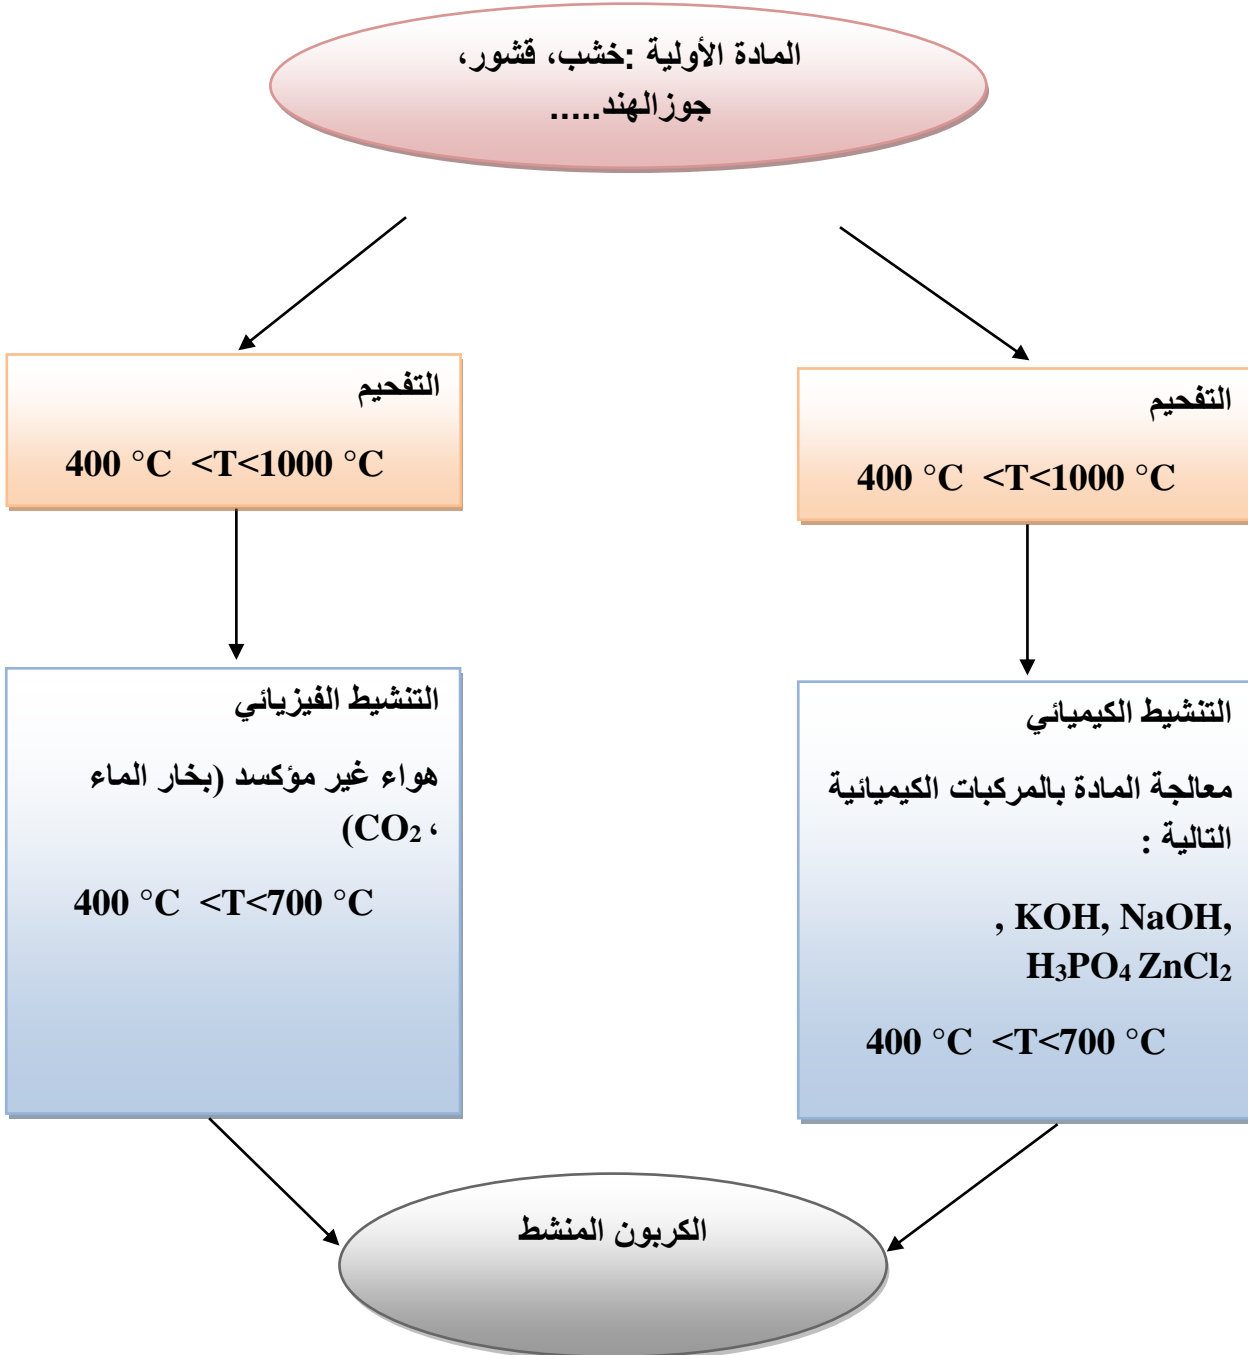 المادة الأولية :خشب، قشور،
جوزالهند.....
التفحيم
400 °C <T<1000 °C
التفحيم
400 °C <T<1000 °C
التنشيط الفيزيائي
هواء غير مؤكسد (بخار الماء
، CO₂)
400 °C <T<700 °C
التنشيط الكيميائي
معالجة المادة بالمركبات الكيميائية
التالية :
, KOH, NaOH,
H₃PO₄ ZnCl₂
400 °C <T<700 °C
الكربون المنشط